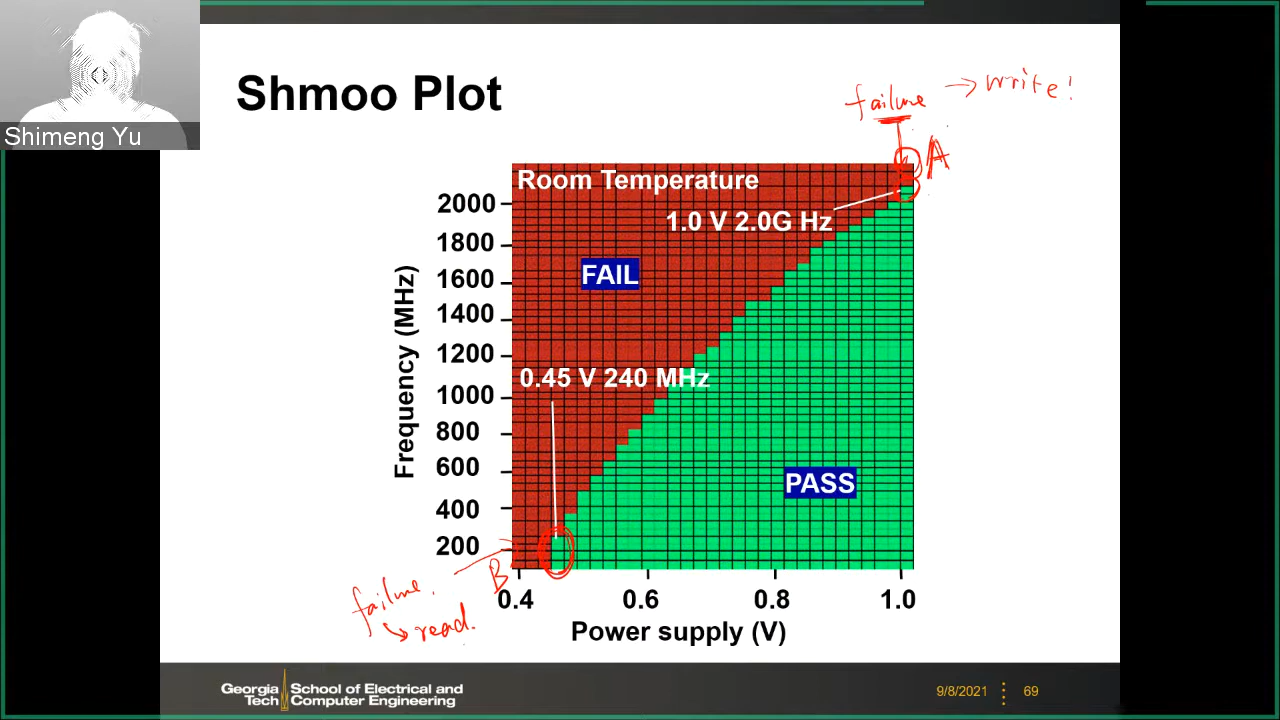 Shimeng Yu
Shmoo Plot
failure → write!
A
Room Temperature
1.0 V 2.0G Hz
FAIL
0.45 V 240 MHz
PASS
Frequency (MHz)
2000
1800
1600
1400
1200
1000
800
600
400
200
B
failure.
↳ read.
0.4 0.6 0.8 1.0
Power supply (V)
Georgia Tech
School of Electrical and Computer Engineering
9/8/2021 69